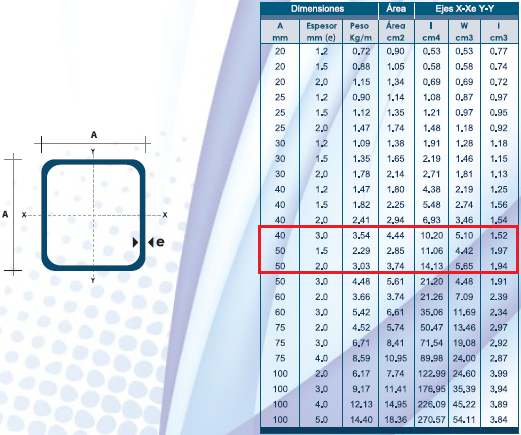 A
Y
A
X
X
e
Y
Dimensiones Área Ejes X-Xe Y-Y
A Espesor Peso Área I W i
mm mm (e) Kg/m cm2 cm4 cm3 cm3
20 1.2 0.72 0.90 0.53 0.53 0.77
20 1.5 0.88 1.05 0.58 0.58 0.74
20 2.0 1.15 1.34 0.69 0.69 0.72
25 1.2 0.90 1.14 1.08 0.87 0.97
25 1.5 1.12 1.35 1.21 0.97 0.95
25 2.0 1.47 1.74 1.48 1.18 0.92
30 1.2 1.09 1.38 1.91 1.28 1.18
30 1.5 1.35 1.65 2.19 1.46 1.15
30 2.0 1.78 2.14 2.71 1.81 1.13
40 1.2 1.47 1.80 4.38 2.19 1.25
40 1.5 1.82 2.25 5.48 2.74 1.56
40 2.0 2.41 2.94 6.93 3.46 1.54
40 3.0 3.54 4.44 10.20 5.10 1.52
50 1.5 2.29 2.85 11.06 4.42 1.97
50 2.0 3.03 3.74 14.13 5.65 1.94
50 3.0 4.48 5.61 21.20 4.48 1.91
60 2.0 3.66 3.74 21.26 7.09 2.39
60 3.0 5.42 6.61 35.06 11.69 2.34
75 2.0 4.52 5.74 50.47 13.46 2.97
75 3.0 6.71 8.41 71.54 19.08 2.92
75 4.0 8.59 10.95 89.98 24.00 2.87
100 2.0 6.17 7.74 122.99 24.60 3.99
100 3.0 9.17 11.41 176.95 35.39 3.94
100 4.0 12.13 14.95 226.09 45.22 3.89
100 5.0 14.40 18.36 270.57 54.11 3.84